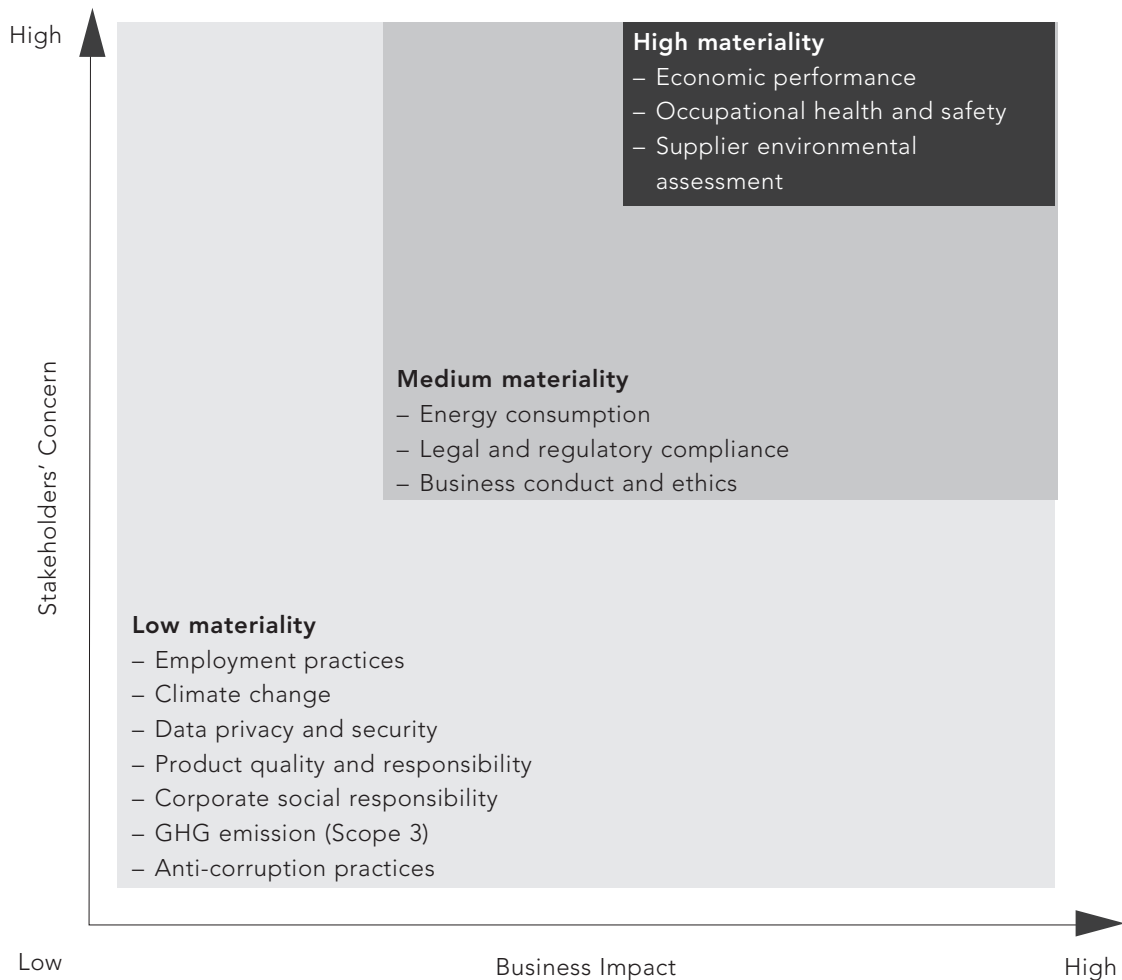 High
High materiality
– Economic performance
– Occupational health and safety
– Supplier environmental
assessment
Stakeholders’ Concern
Medium materiality
– Energy consumption
– Legal and regulatory compliance
– Business conduct and ethics
Low materiality
– Employment practices
– Climate change
– Data privacy and security
– Product quality and responsibility
– Corporate social responsibility
– GHG emission (Scope 3)
– Anti-corruption practices
Low
Business Impact
High